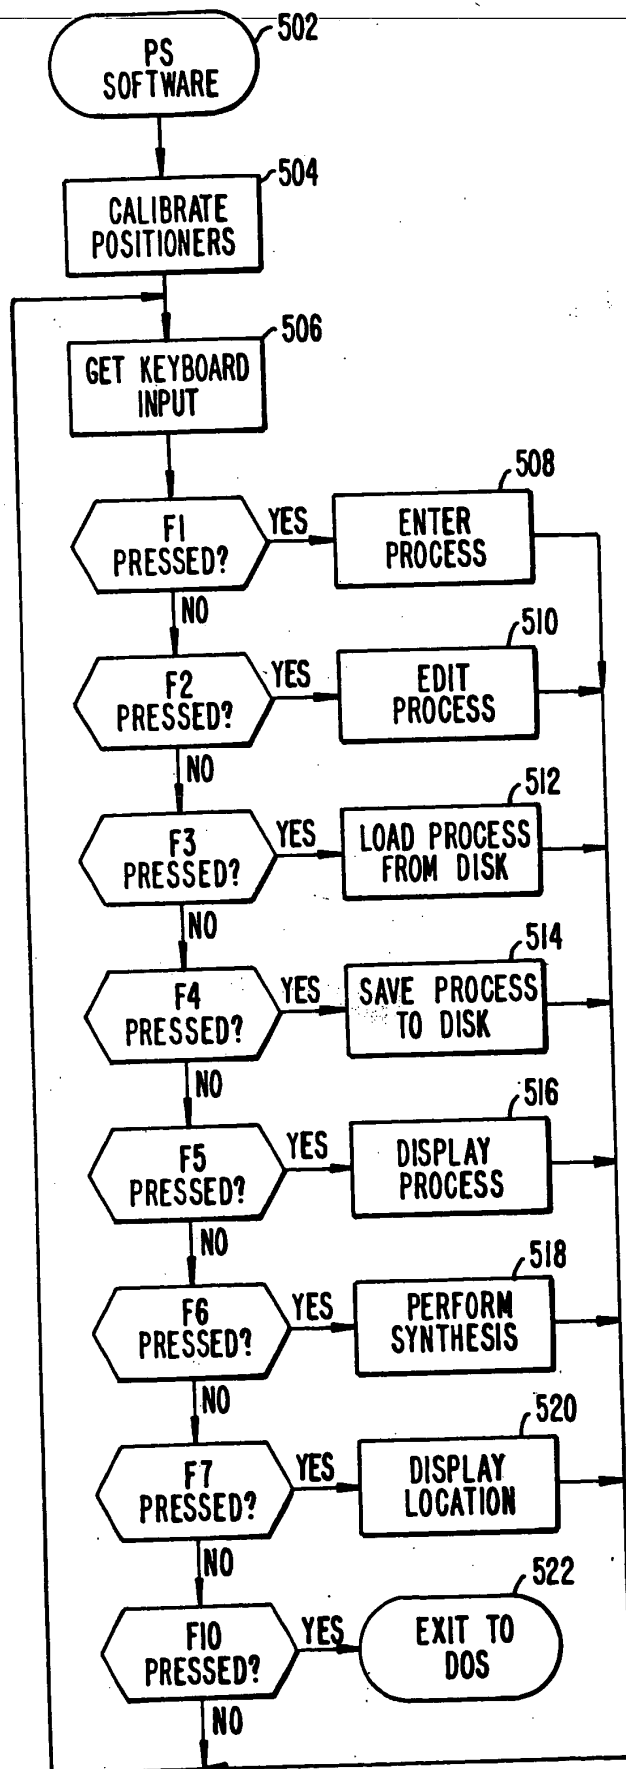 502
PS
SOFTWARE
504
CALIBRATE
POSITIONERS
506
GET KEYBOARD
INPUT
508
F1
PRESSED?
YES
ENTER
PROCESS
NO
510
F2
PRESSED?
YES
EDIT
PROCESS
NO
512
F3
PRESSED?
YES
LOAD PROCESS
FROM DISK
NO
514
F4
PRESSED?
YES
SAVE PROCESS
TO DISK
NO
516
F5
PRESSED?
YES
DISPLAY
PROCESS
NO
518
F6
PRESSED?
YES
PERFORM
SYNTHESIS
NO
520
F7
PRESSED?
YES
DISPLAY
LOCATION
NO
522
F10
PRESSED?
YES
EXIT TO
DOS
NO